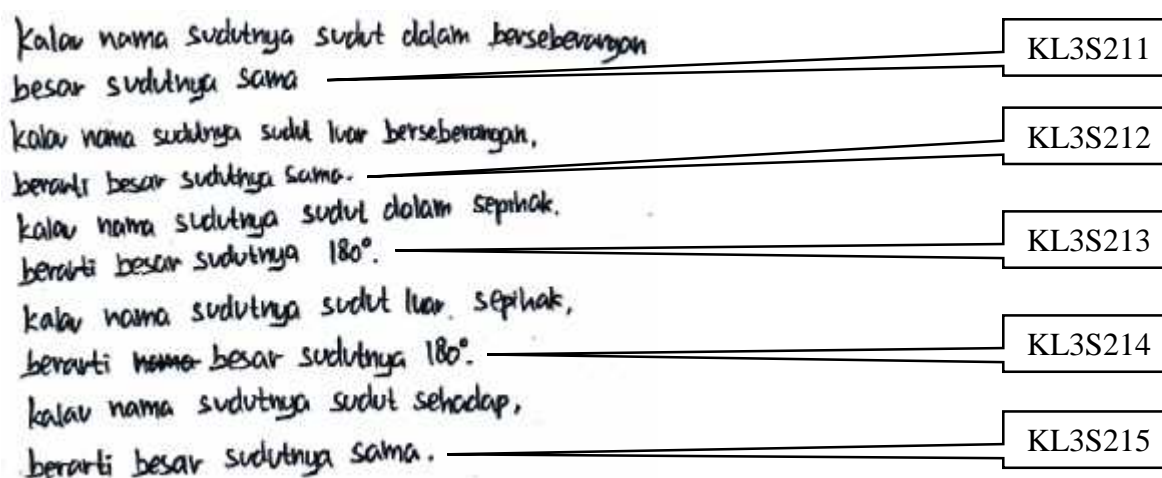 kalau nama sudutnya sudut dalam berseberangan
besar sudutnya sama
KL3S211
kalau nama sudutnya sudut luar berseberangan,
berarti besar sudutnya sama.
KL3S212
kalau nama sudutnya sudut dalam sepihak.
berarti besar sudutnya 180°.
KL3S213
kalau nama sudutnya sudut luar sepihak,
berarti nama besar sudutnya 180°.
KL3S214
kalau nama sudutnya sudut sehadap,
berarti besar sudutnya sama.
KL3S215